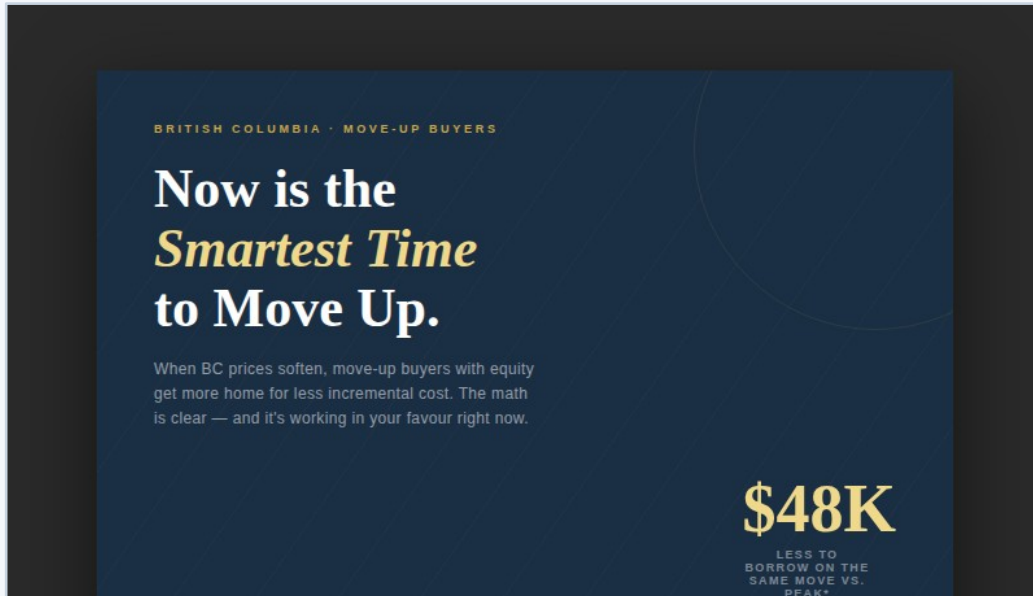 BRITISH COLUMBIA · MOVE-UP BUYERS
Now is the
Smartest Time
to Move Up.
When BC prices soften, move-up buyers with equity
get more home for less incremental cost. The math
is clear — and it's working in your favour right now.
$48K
LESS TO
BORROW ON THE
SAME MOVE VS.
PEAK*